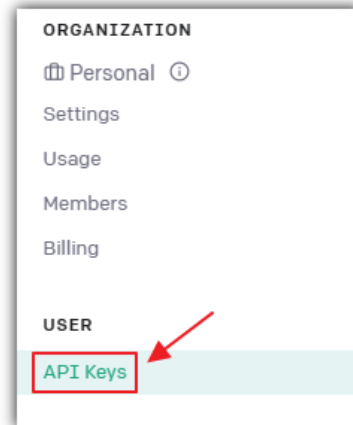 ORGANIZATION
Personal
Settings
Usage
Members
Billing
USER
API Keys